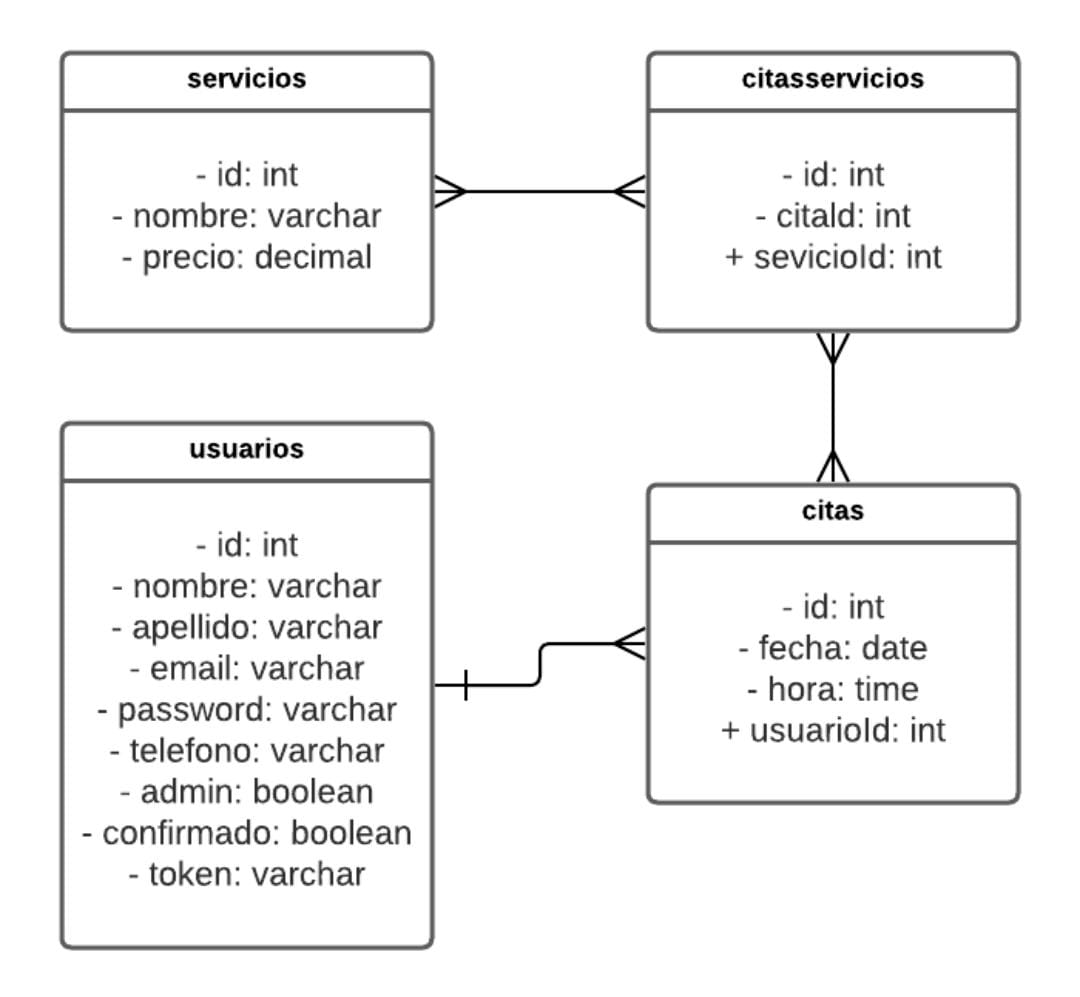 servicios
- id: int
- nombre: varchar
- precio: decimal
citasservicios
- id: int
- citaId: int
+ sevicioId: int
usuarios
- id: int
- nombre: varchar
- apellido: varchar
- email: varchar
- password: varchar
- telefono: varchar
- admin: boolean
- confirmado: boolean
- token: varchar
citas
- id: int
- fecha: date
- hora: time
+ usuarioId: int